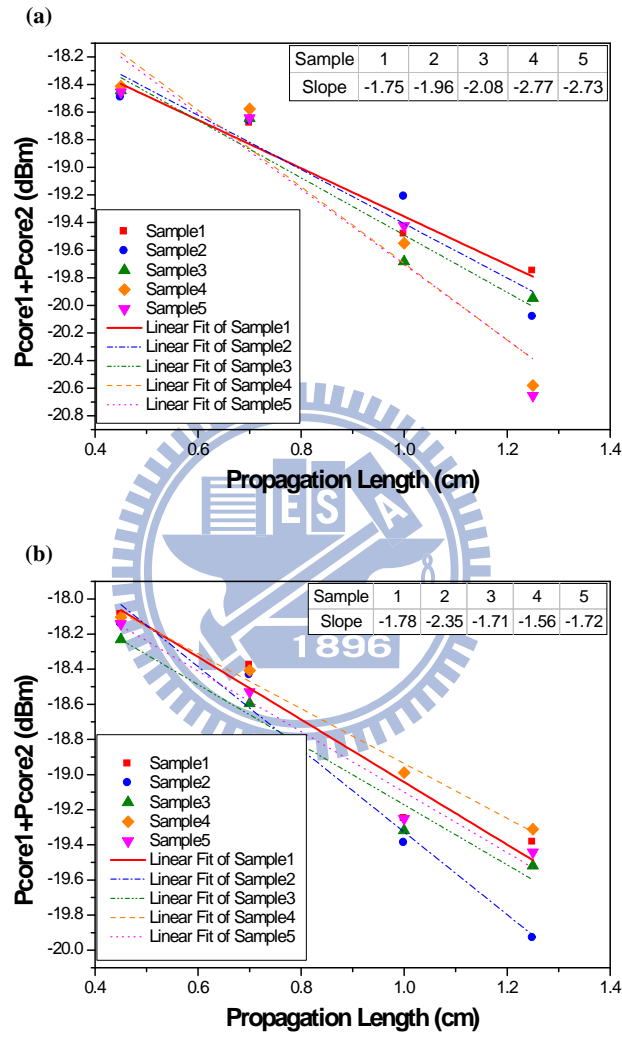 (a)
Sample 1 2 3 4 5
Slope -1.75 -1.96 -2.08 -2.77 -2.73
-18.2
-18.4
-18.6
-18.8
-19.0
-19.2
-19.4
-19.6
-19.8
-20.0
-20.2
-20.4
-20.6
-20.8
Pcore1+Pcore2 (dBm)
Sample1
Sample2
Sample3
Sample4
Sample5
Linear Fit of Sample1
Linear Fit of Sample2
Linear Fit of Sample3
Linear Fit of Sample4
Linear Fit of Sample5
0.4 0.6 0.8 1.0 1.2 1.4
Propagation Length (cm)
E S A
(b)
Sample 1 2 3 4 5
Slope -1.78 -2.35 -1.71 -1.56 -1.72
1896
-18.0
-18.2
-18.4
-18.6
-18.8
-19.0
-19.2
-19.4
-19.6
-19.8
-20.0
Pcore1+Pcore2 (dBm)
Sample1
Sample2
Sample3
Sample4
Sample5
Linear Fit of Sample1
Linear Fit of Sample2
Linear Fit of Sample3
Linear Fit of Sample4
Linear Fit of Sample5
0.4 0.6 0.8 1.0 1.2 1.4
Propagation Length (cm)